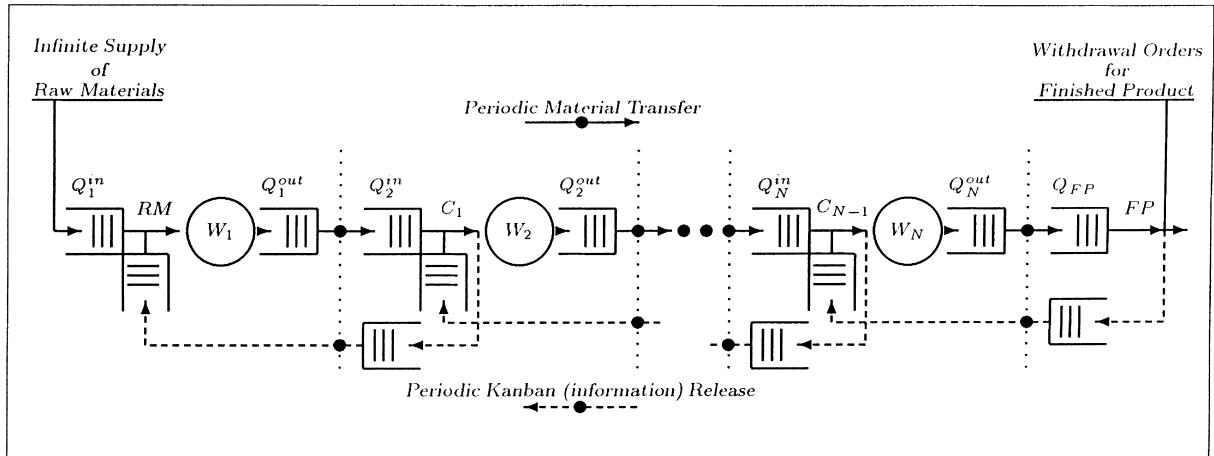 Infinite Supply
of
Raw Materials
Withdrawal Orders
for
Finished Product
Periodic Material Transfer
Q_1^{in}
Q_1^{out}
Q_2^{in}
Q_2^{out}
Q_N^{in}
Q_N^{out}
Q_{FP}
RM
C_1
C_{N-1}
FP
W_1
W_2
W_N
Periodic Kanban (information) Release